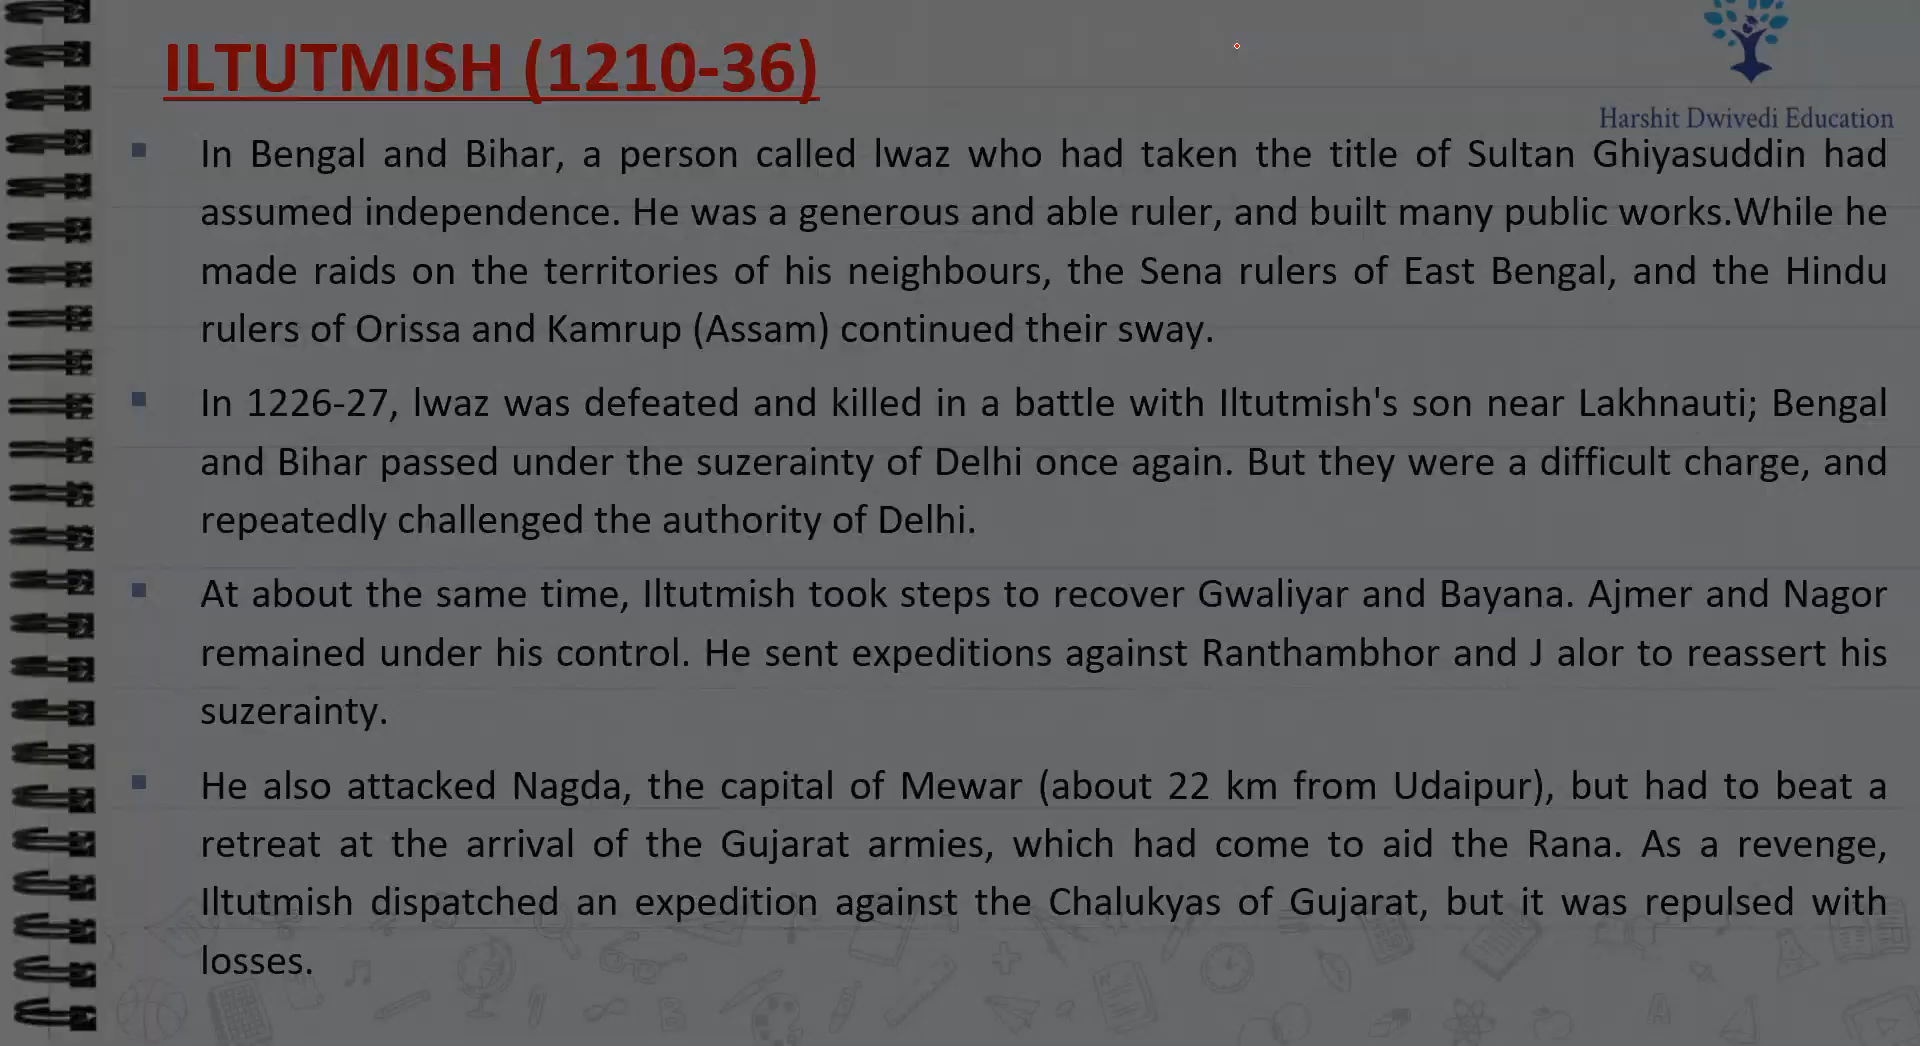 ILTUTMISH (1210-36)
Harshit Dwivedi Education
In Bengal and Bihar, a person called lwaz who had taken the title of Sultan Ghiyasuddin had
assumed independence. He was a generous and able ruler, and built many public works.While he
made raids on the territories of his neighbours, the Sena rulers of East Bengal, and the Hindu
rulers of Orissa and Kamrup (Assam) continued their sway.
In 1226-27, lwaz was defeated and killed in a battle with Iltutmish's son near Lakhnauti; Bengal
and Bihar passed under the suzerainty of Delhi once again. But they were a difficult charge, and
repeatedly challenged the authority of Delhi.
At about the same time, Iltutmish took steps to recover Gwaliyar and Bayana. Ajmer and Nagor
remained under his control. He sent expeditions against Ranthambhor and J alor to reassert his
suzerainty.
He also attacked Nagda, the capital of Mewar (about 22 km from Udaipur), but had to beat a
retreat at the arrival of the Gujarat armies, which had come to aid the Rana. As a revenge,
Iltutmish dispatched an expedition against the Chalukyas of Gujarat, but it was repulsed with
losses.